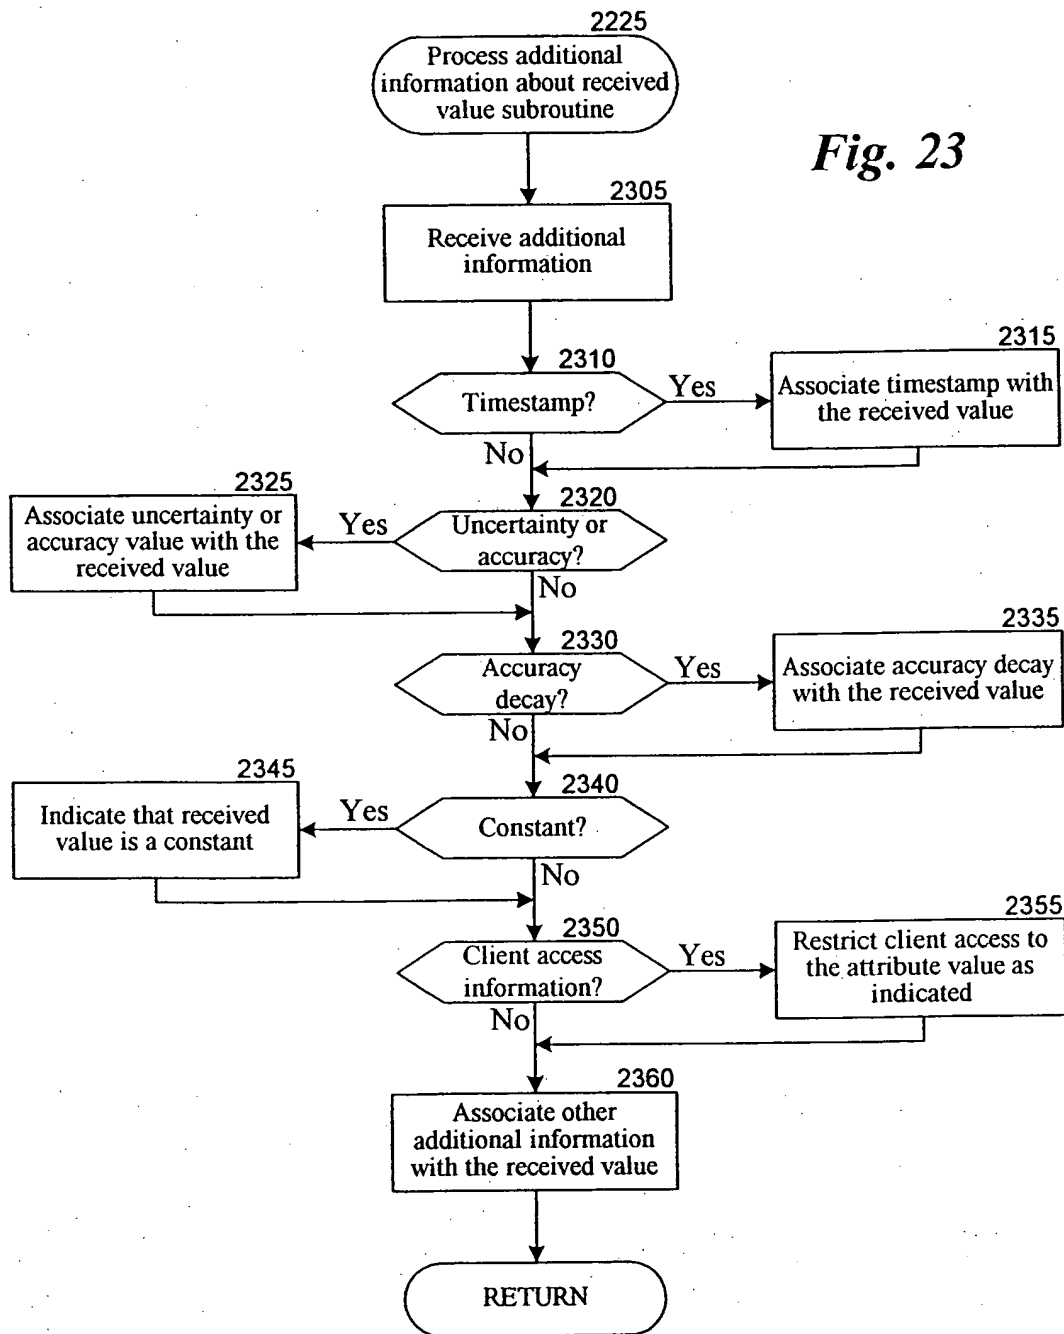 2225
Process additional
information about received
value subroutine
Fig. 23
2305
Receive additional
information
2310
Timestamp?
Yes
2315
Associate timestamp with
the received value
No
2325
Associate uncertainty or
accuracy value with the
received value
Yes
2320
Uncertainty or
accuracy?
No
2330
Accuracy
decay?
Yes
2335
Associate accuracy decay
with the received value
No
2345
Indicate that received
value is a constant
Yes
2340
Constant?
No
2350
Client access
information?
Yes
2355
Restrict client access to
the attribute value as
indicated
No
2360
Associate other
additional information
with the received value
RETURN